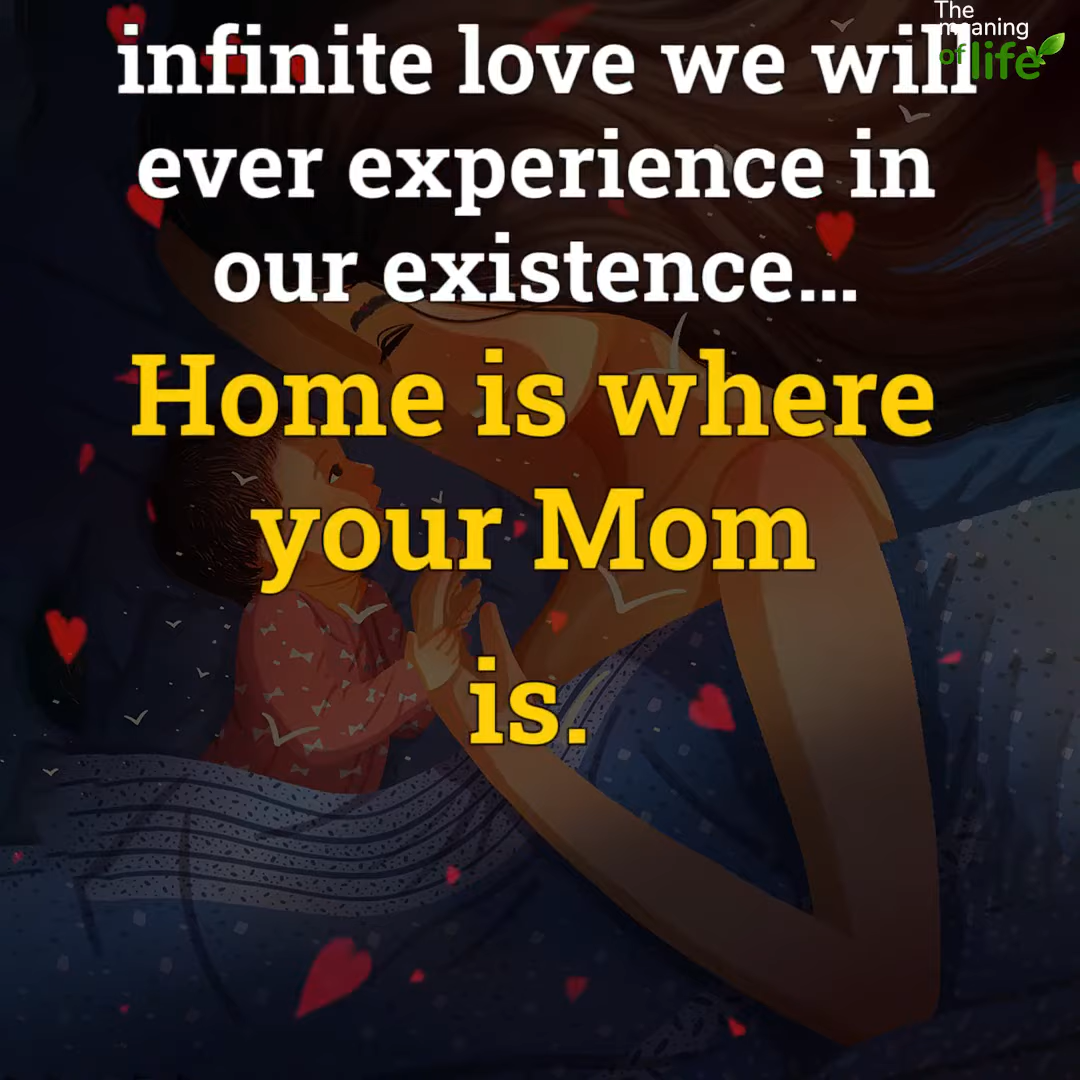 The
meaning
of life
infinite love we will
ever experience in
our existence...
Home is where
your Mom
is.